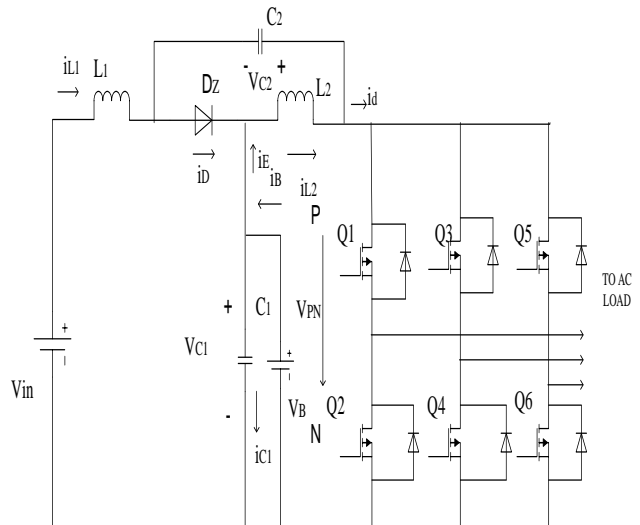 C2
iL1
L1
DZ
- VC2 +
L2
id
iD
iE
iB
iL2
P
Q1
Q3
Q5
TO AC
LOAD
+
C1
VPN
VC1
+
-
Vin
+
-
VB
Q2
Q4
Q6
-
N
iC1